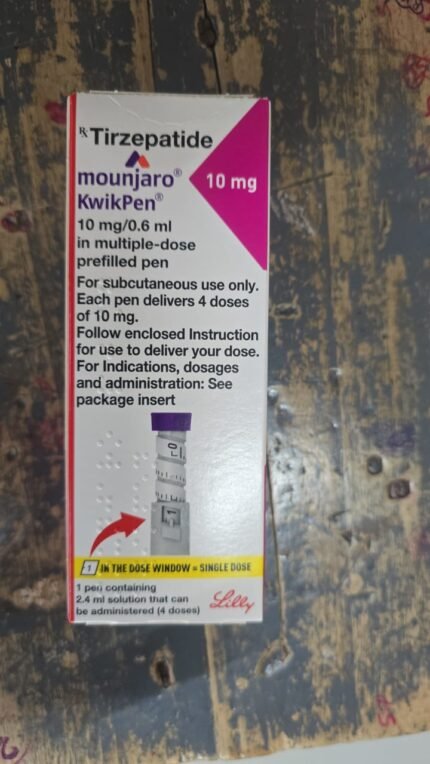 ℞ Tirzepatide
mounjaro®
KwikPen®
10 mg
10 mg/0.6 ml
in multiple-dose
prefilled pen
For subcutaneous use only.
Each pen delivers 4 doses
of 10 mg.
Follow enclosed Instruction
for use to deliver your dose.
For Indications, dosages
and administration: See
package insert
0
1
1 IN THE DOSE WINDOW = SINGLE DOSE
1 pen containing
2.4 ml solution that can
be administered (4 doses)
Lilly